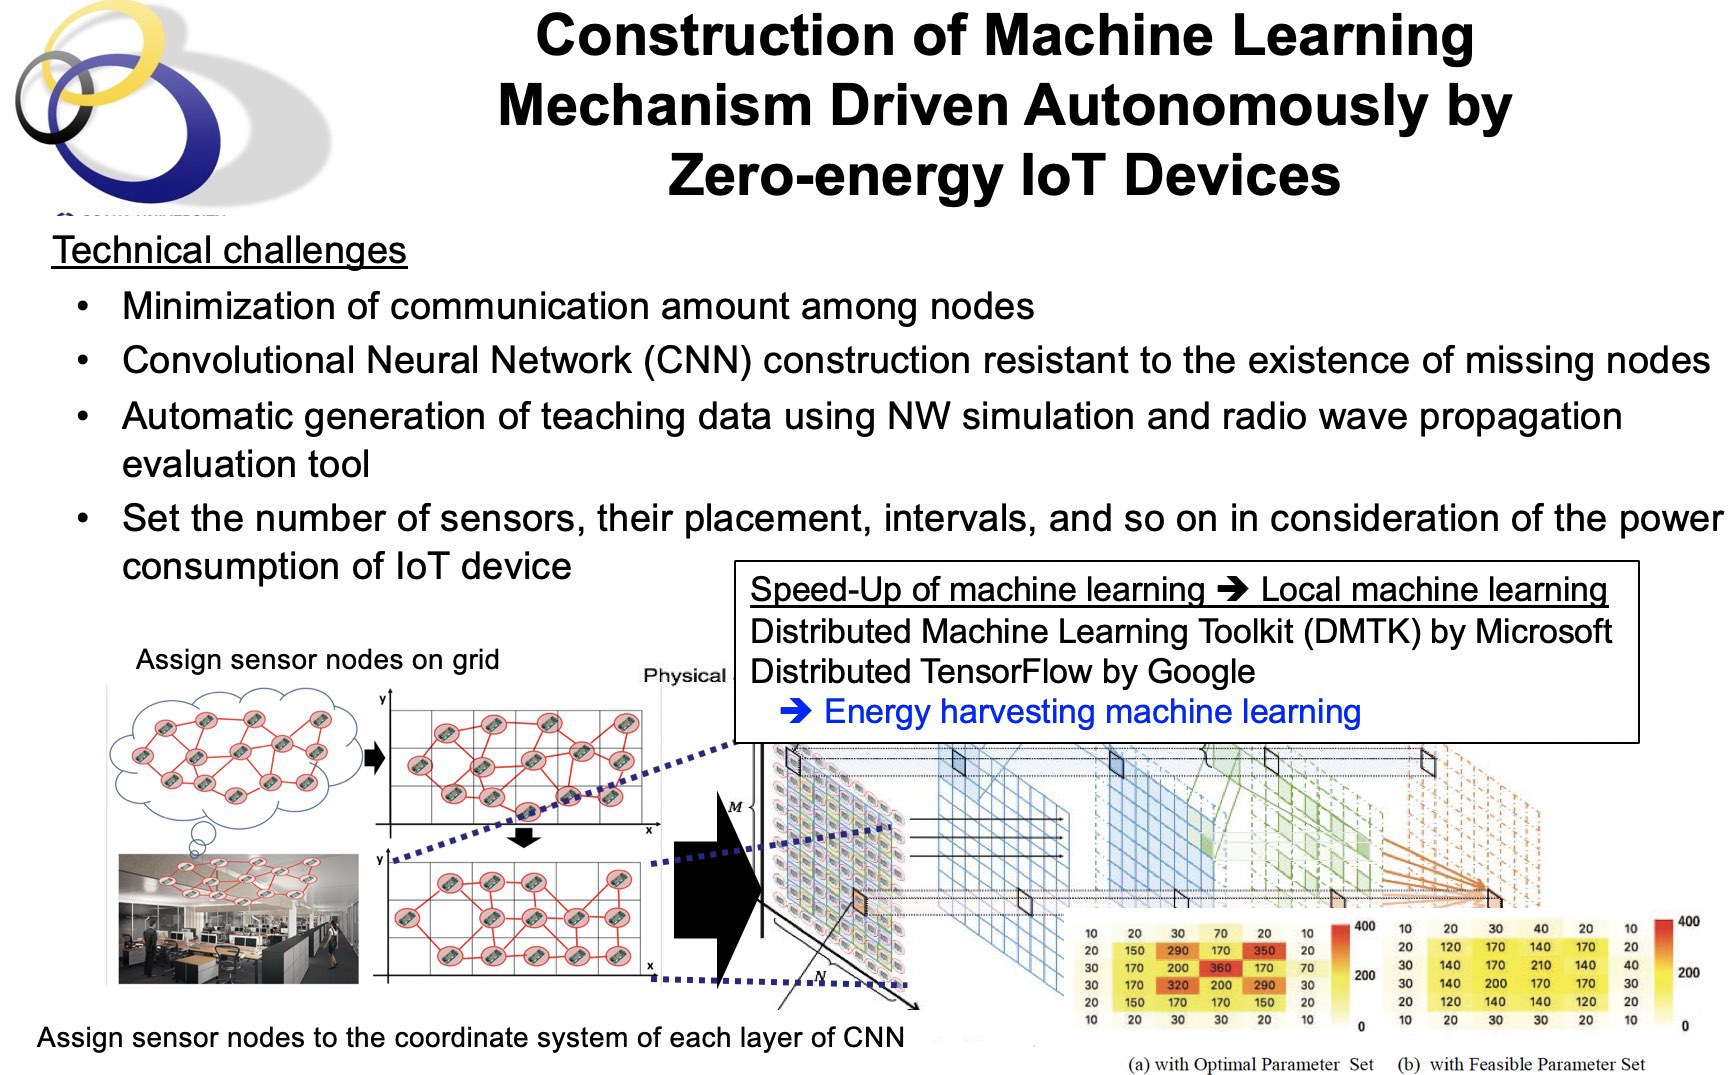 Construction of Machine Learning
Mechanism Driven Autonomously by
Zero-energy IoT Devices
Technical challenges
• Minimization of communication amount among nodes
• Convolutional Neural Network (CNN) construction resistant to the existence of missing nodes
• Automatic generation of teaching data using NW simulation and radio wave propagation
evaluation tool
• Set the number of sensors, their placement, intervals, and so on in consideration of the power
consumption of IoT device
Speed-Up of machine learning ➔ Local machine learning
Distributed Machine Learning Toolkit (DMTK) by Microsoft
Distributed TensorFlow by Google
➔ Energy harvesting machine learning
Assign sensor nodes on grid
Physical
y
x
y
x
M
N
10 20 30 70 20 10
20 150 290 170 350 20
30 170 200 360 170 70
30 170 320 200 290 30
20 150 170 170 150 20
10 20 30 30 20 10
400
200
0
10 20 30 40 20 10
20 120 170 140 170 20
30 140 170 210 140 40
30 140 200 170 170 30
20 120 140 140 120 20
10 20 30 30 20 10
400
200
0
Assign sensor nodes to the coordinate system of each layer of CNN
(a) with Optimal Parameter Set
(b) with Feasible Parameter Set